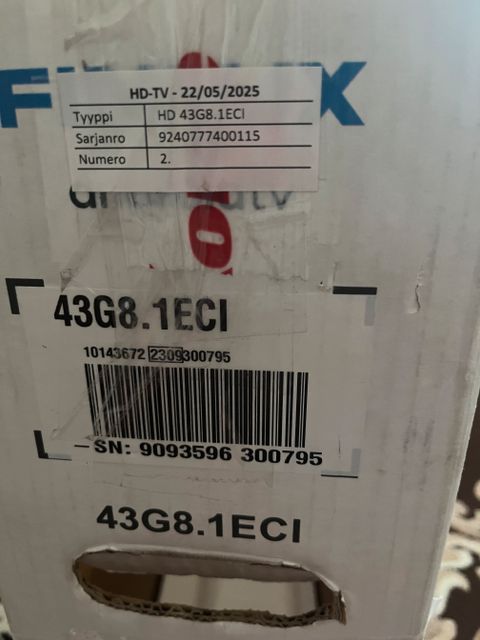 HD-TV - 22/05/2025
Tyyppi HD 43G8.1ECI
Sarjanro 9240777400115
Numero 2.
43G8.1ECI
10143672 2309300795
SN: 9093596 300795
43G8.1ECI